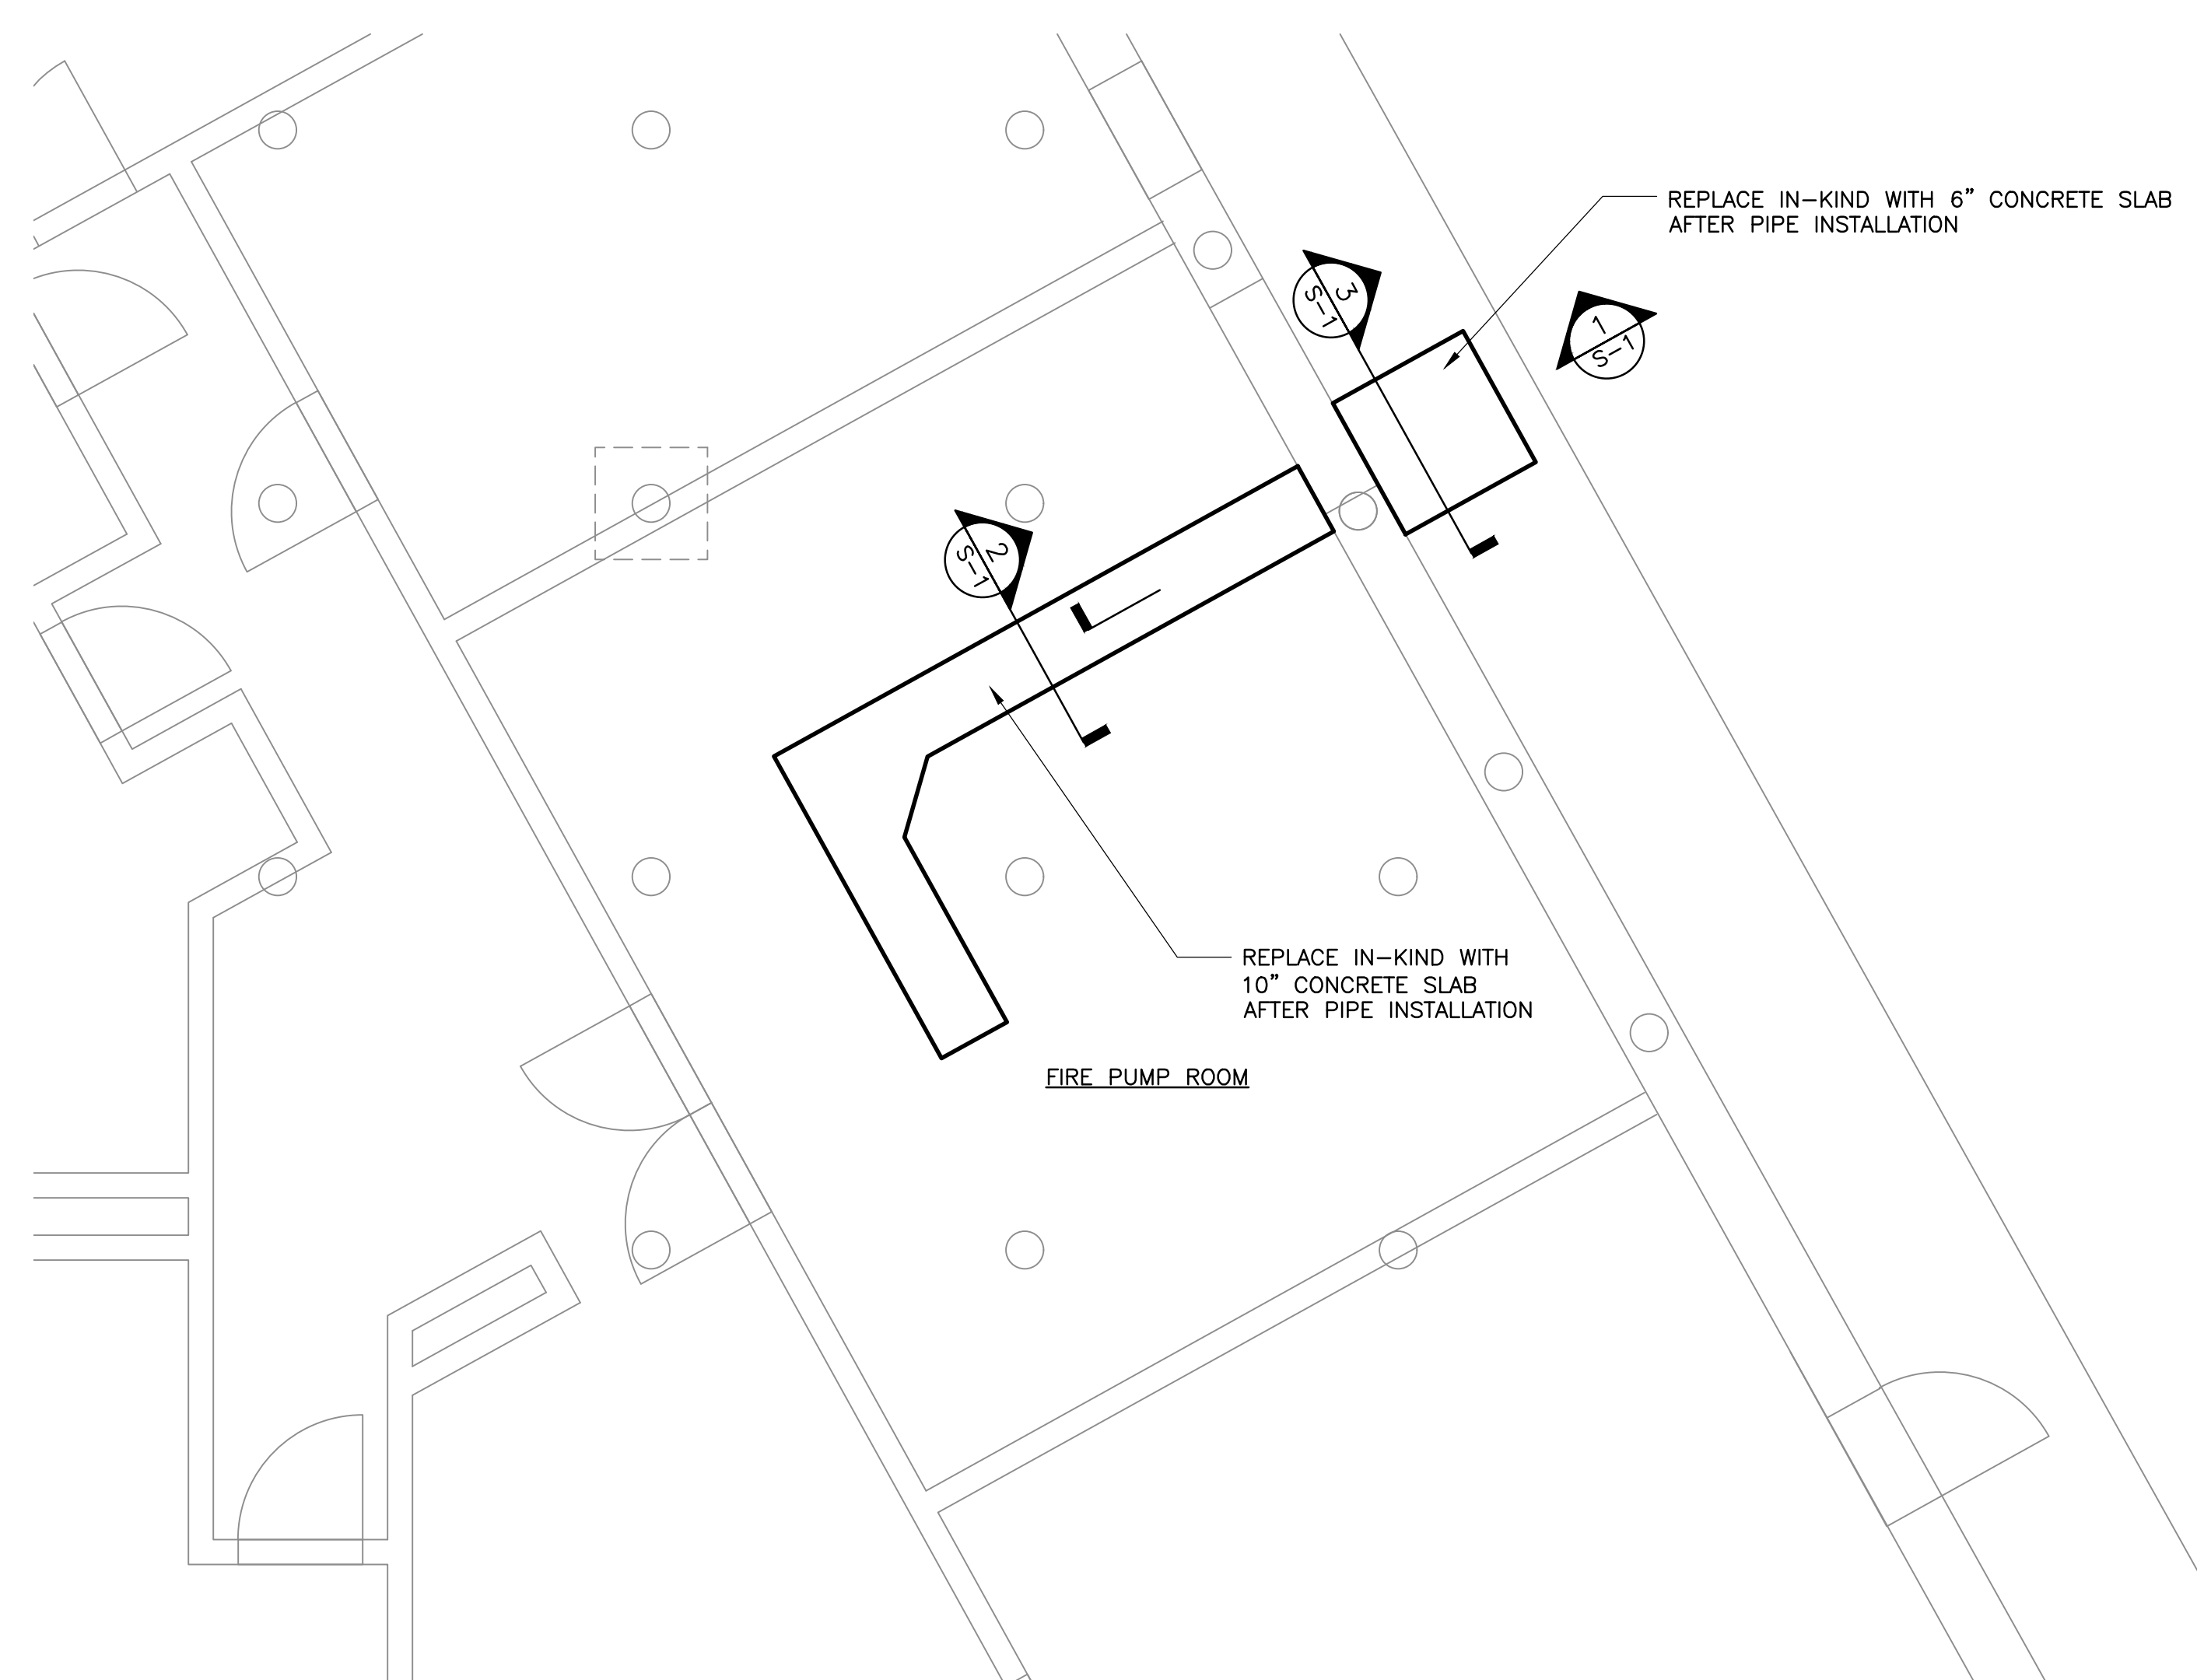 REPLACE IN-KIND WITH 6" CONCRETE SLAB
AFTER PIPE INSTALLATION
3
S-1
1
S-1
2
S-1
REPLACE IN-KIND WITH
10" CONCRETE SLAB
AFTER PIPE INSTALLATION
FIRE PUMP ROOM